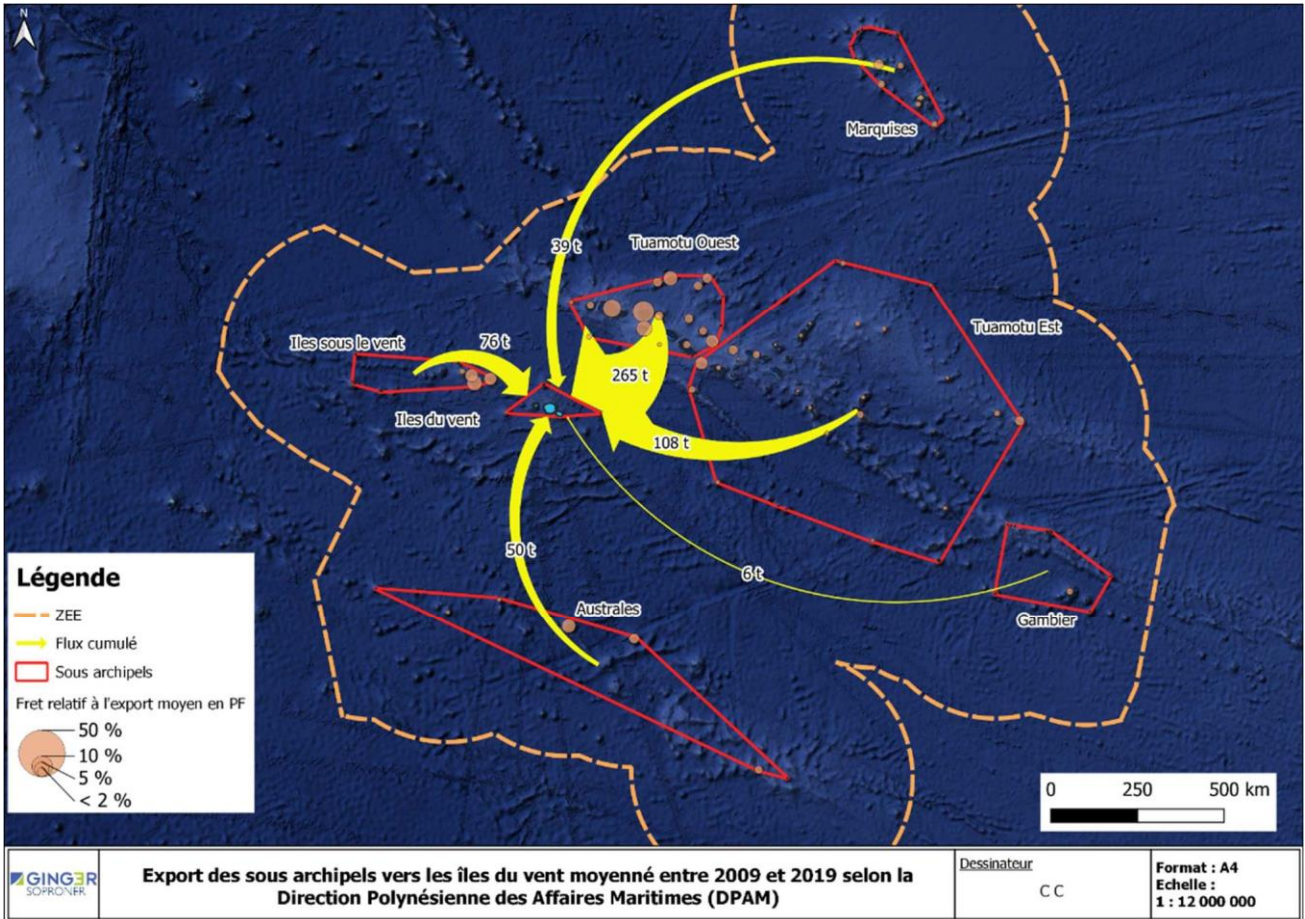 N
Marquises
39 t
Tuamotu Ouest
Tuamotu Est
Iles sous le vent
76 t
265 t
Iles du vent
108 t
50 t
6 t
Australes
Gambier
Légende
ZEE
Flux cumulé
Sous archipels
Fret relatif à l'export moyen en PF
50 %
10 %
5 %
< 2 %
0 250 500 km
GINGER
SOPRONER
Export des sous archipels vers les îles du vent moyenné entre 2009 et 2019 selon la
Direction Polynésienne des Affaires Maritimes (DPAM)
Dessinateur
C C
Format : A4
Echelle :
1 : 12 000 000